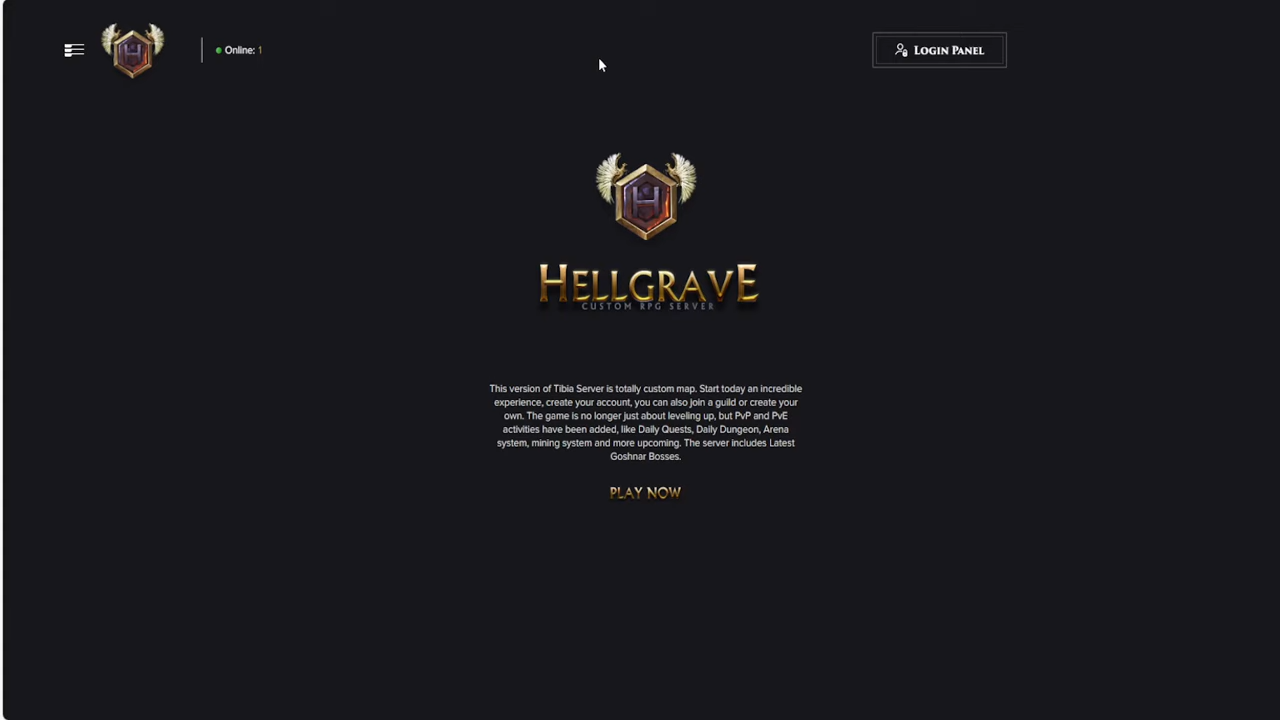 Online: 1
LOGIN PANEL
H
H
HELLGRAVE
CUSTOM RPG SERVER
This version of Tibia Server is totally custom map. Start today an incredible
experience, create your account, you can also join a guild or create your
own. The game is no longer just about leveling up, but PvP and PvE
activities have been added, like Daily Quests, Daily Dungeon, Arena
system, mining system and more upcoming. The server includes Latest
Goshnar Bosses.
PLAY NOW